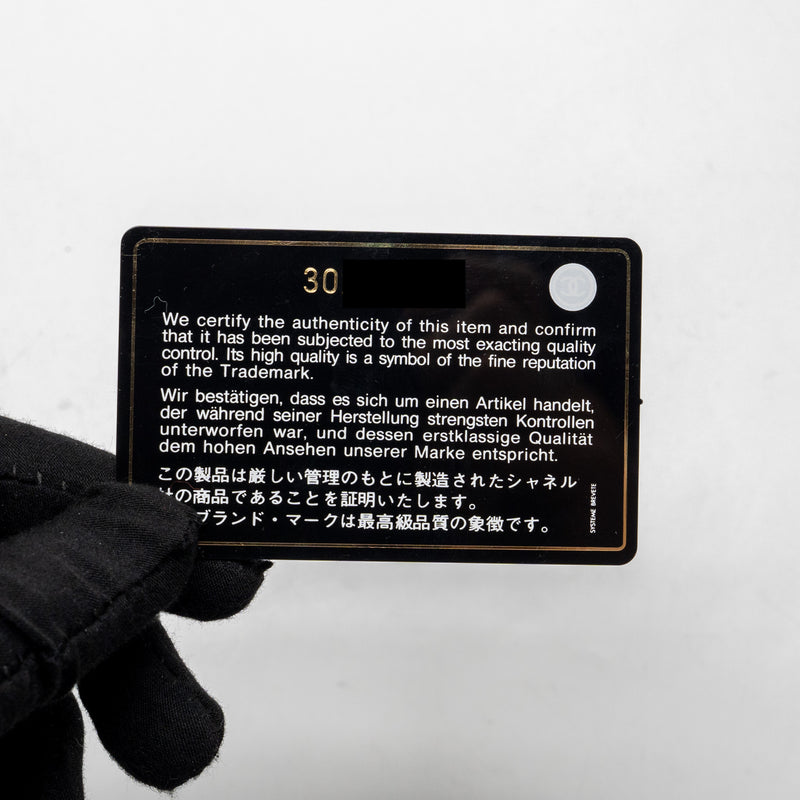 30
We certify the authenticity of this item and confirm
that it has been subjected to the most exacting quality
control. Its high quality is a symbol of the fine reputation
of the Trademark.
Wir bestätigen, dass es sich um einen Artikel handelt,
der während seiner Herstellung strengsten Kontrollen
unterworfen war, und dessen erstklassige Qualität
dem hohen Ansehen unserer Marke entspricht.
この製品は厳しい管理のもとに製造されたシャネル
の商品であることを証明いたします。
ブランド・マークは最高級品質の象徴です。
SYSTEME BREVETE